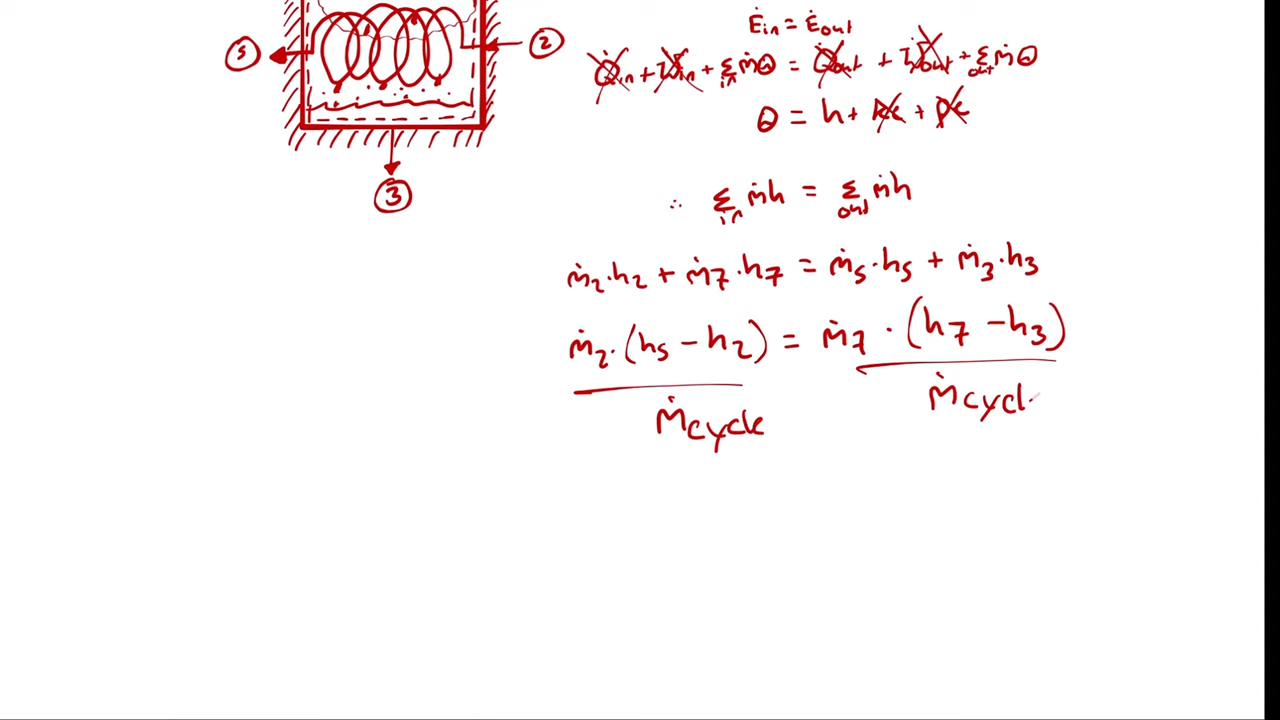 Ėin = Ėout
Q̇in + Ẇin + Σin ṁθ = Q̇out + Ẇout + Σout ṁθ
θ = h + ke + pe
∴ Σin ṁh = Σout ṁh
ṁ2·h2 + ṁ7·h7 = ṁ5·h5 + ṁ3·h3
ṁ2·(h5 − h2) = ṁ7·(h7 − h3)
ṁcycle ṁcycl
5
2
3